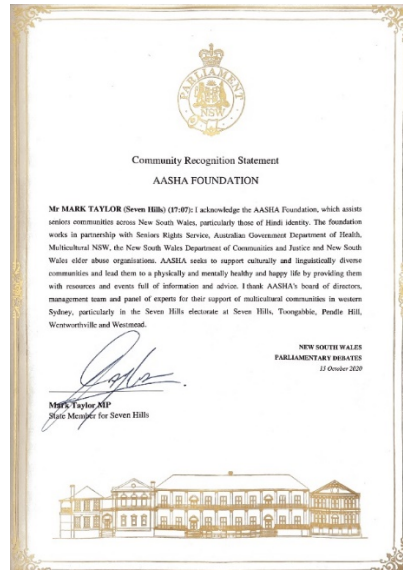 PARLIAMENT
NSW
Community Recognition Statement
AASHA FOUNDATION
Mr MARK TAYLOR (Seven Hills) (17:07): I acknowledge the AASHA Foundation, which assists
seniors communities across New South Wales, particularly those of Hindi identity. The foundation
works in partnership with Seniors Rights Service, Australian Government Department of Health,
Multicultural NSW, the New South Wales Department of Communities and Justice and New South
Wales elder abuse organisations. AASHA seeks to support culturally and linguistically diverse
communities and lead them to a physically and mentally healthy and happy life by providing them
with resources and events full of information and advice. I thank AASHA's board of directors,
management team and panel of experts for their support of multicultural communities in western
Sydney, particularly in the Seven Hills electorate at Seven Hills, Toongabbie, Pendle Hill,
Wentworthville and Westmead.
NEW SOUTH WALES
PARLIAMENTARY DEBATES
13 October 2020
Mark Taylor MP
State Member for Seven Hills